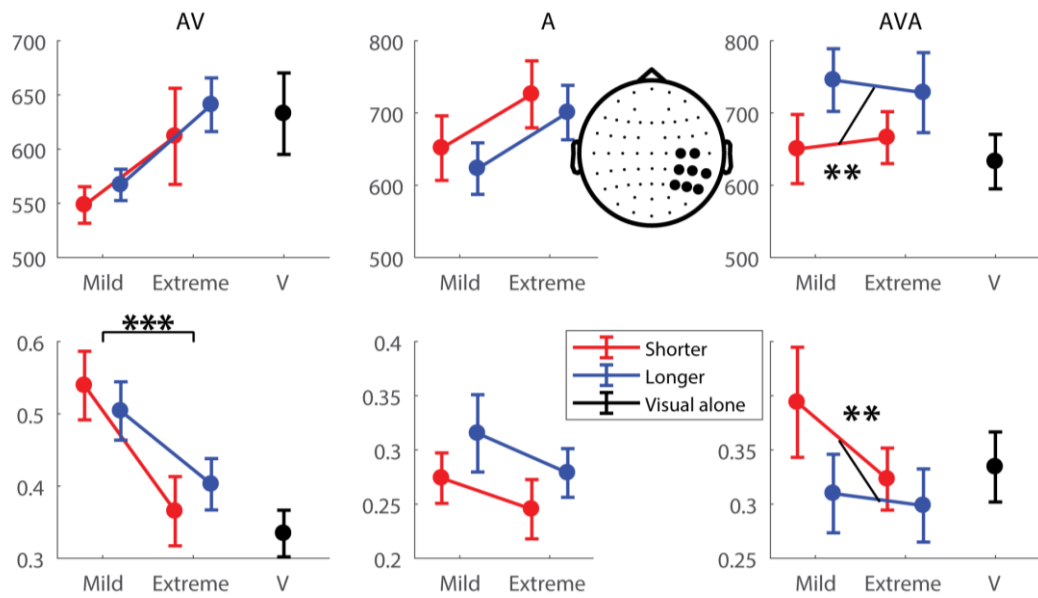 AV
A
AVA
700
650
600
550
500
Mild
Extreme
V
800
700
600
500
Mild
Extreme
800
700
600
500
**
Mild
Extreme
V
0.6
0.5
0.4
0.3
***
Mild
Extreme
V
0.4
0.35
0.3
0.25
0.2
Mild
Extreme
Shorter
Longer
Visual alone
0.35
0.3
0.25
**
Mild
Extreme
V